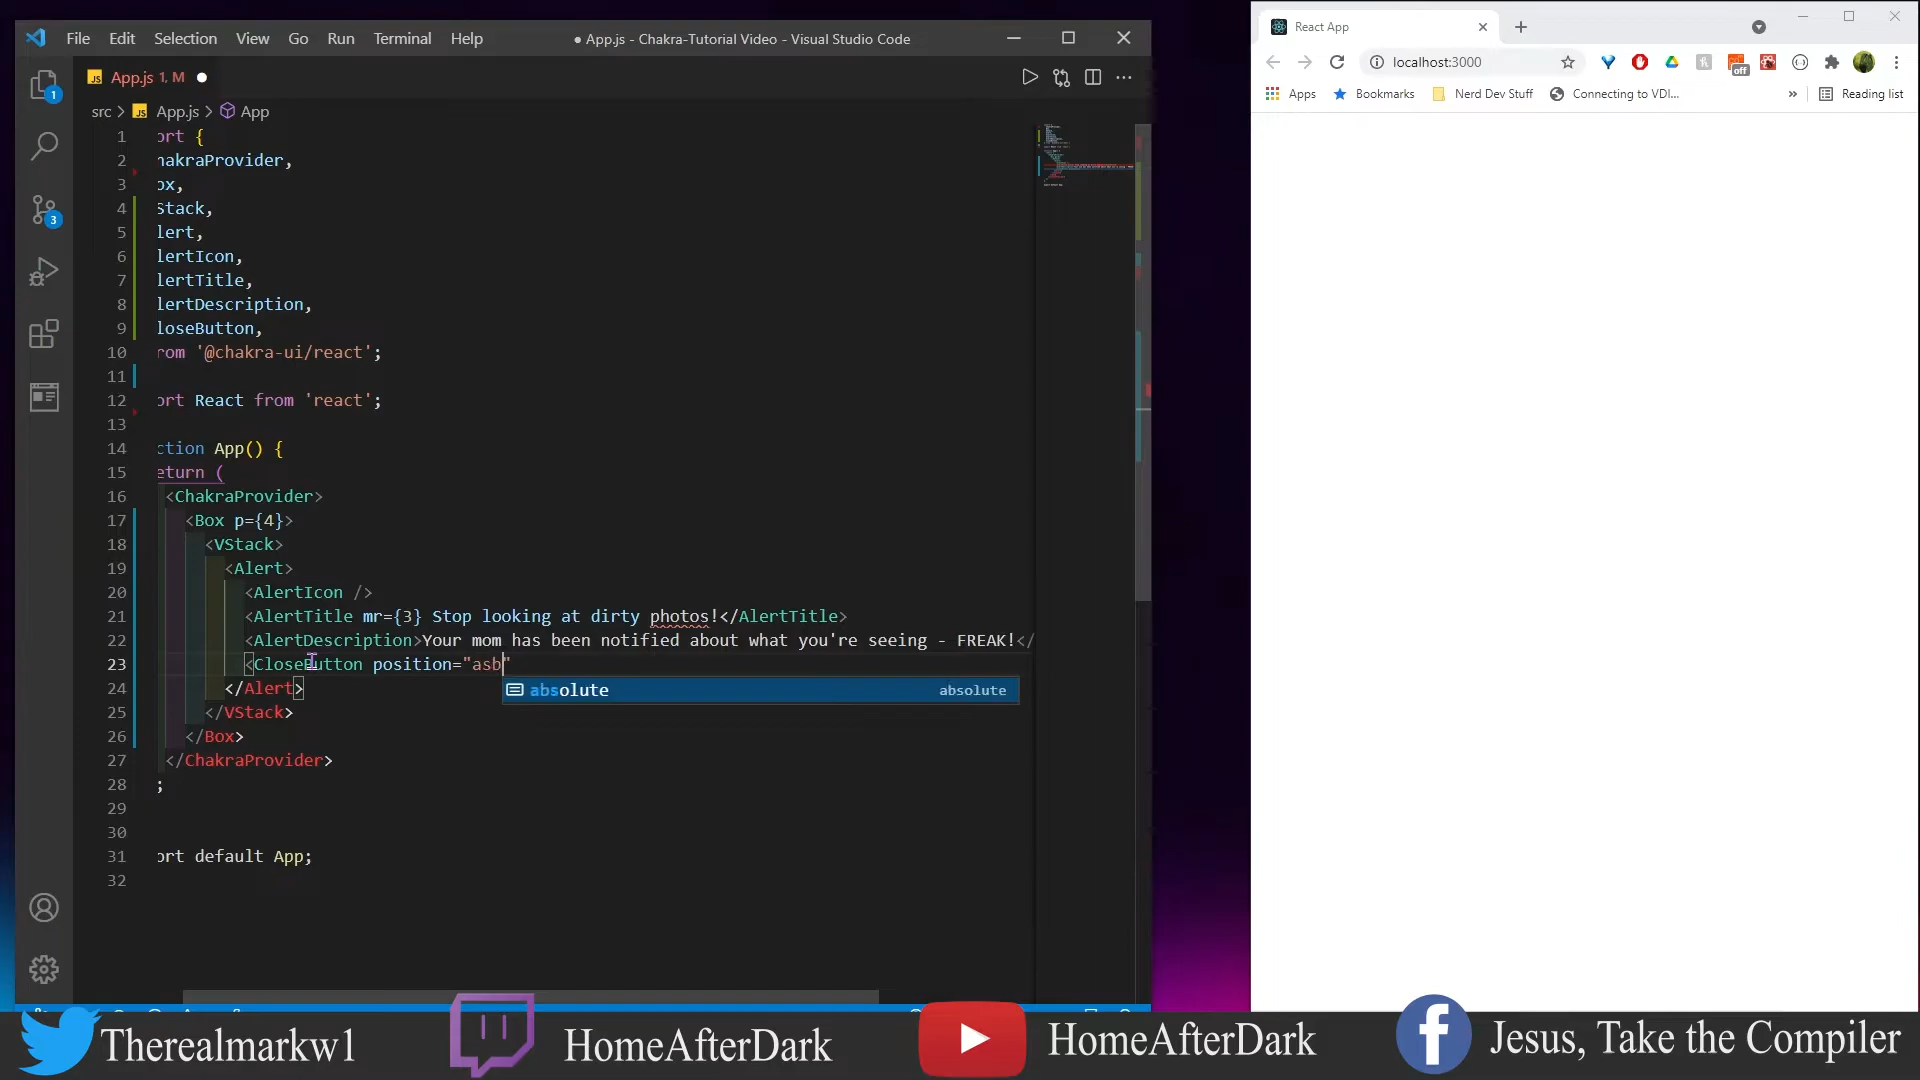 File Edit Selection View Go Run Terminal Help
● App.js - Chakra-Tutorial Video - Visual Studio Code
JS App.js 1, M ●
src > JS App.js > App
1 ort {
2 hakraProvider,
3 ox,
4 Stack,
5 lert,
6 lertIcon,
7 lertTitle,
8 lertDescription,
9 loseButton,
10 rom '@chakra-ui/react';
11
12 ort React from 'react';
13
14 ction App() {
15 eturn (
16 <ChakraProvider>
17 <Box p={4}>
18 <VStack>
19 <Alert>
20 <AlertIcon />
21 <AlertTitle mr={3} Stop looking at dirty photos!</AlertTitle>
22 <AlertDescription>Your mom has been notified about what you're seeing - FREAK!</
23 <CloseButton position="asb"
absolute absolute
24 </Alert>
25 </VStack>
26 </Box>
27 </ChakraProvider>
28 ;
29
30
31 ort default App;
32
1
3
React App
localhost:3000
off
Apps Bookmarks Nerd Dev Stuff Connecting to VDI... » Reading list
Therealmarkw1 HomeAfterDark HomeAfterDark Jesus, Take the Compiler